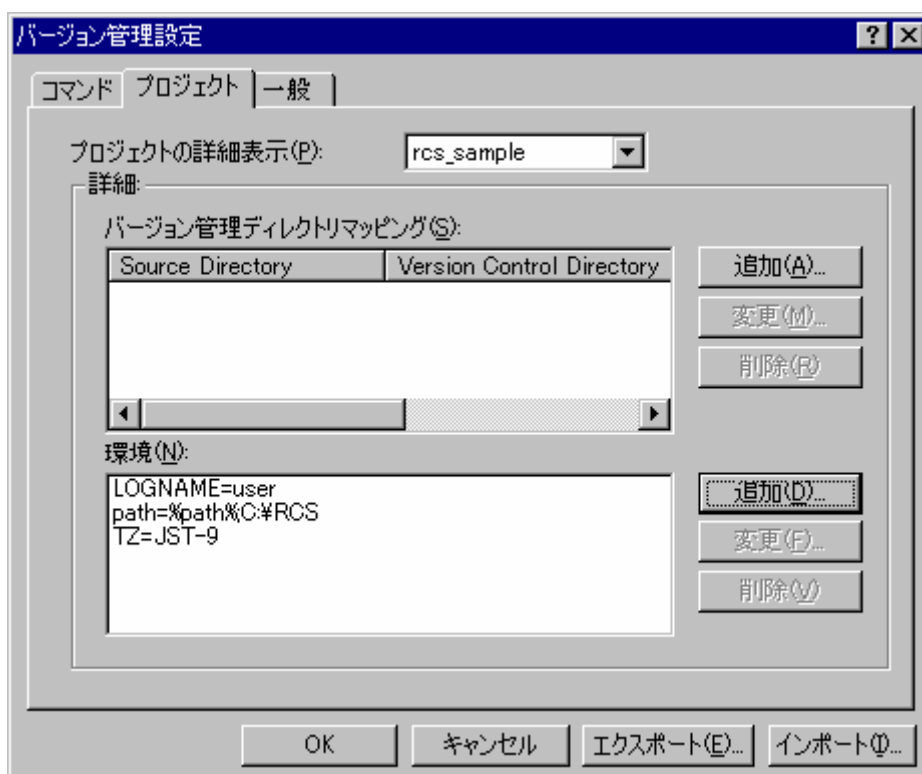 バージョン管理設定
コマンド プロジェクト 一般
プロジェクトの詳細表示(P): rcs_sample
詳細:
バージョン管理ディレクトリマッピング(S):
Source Directory Version Control Directory
追加(A)...
変更(M)...
削除(R)
環境(N):
LOGNAME=user
path=%path%;C:¥RCS
TZ=JST-9
追加(D)...
変更(F)...
削除(V)
OK キャンセル エクスポート(E)... インポート(I)...